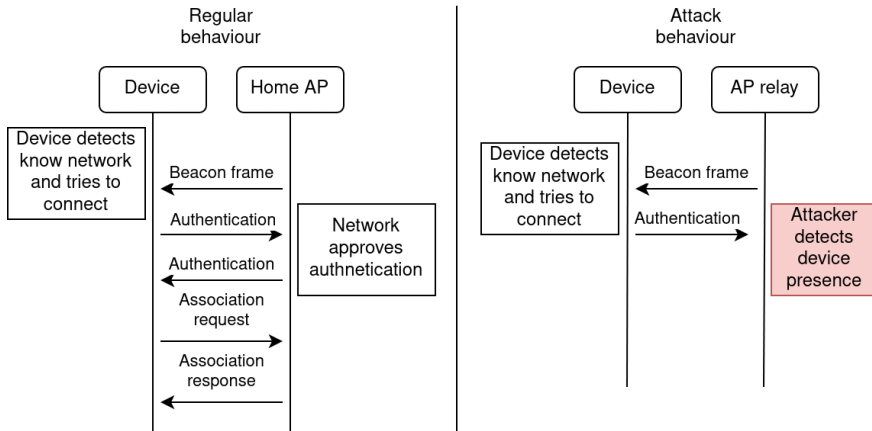 Regular
behaviour
Device
Home AP
Device detects
know network
and tries to
connect
Beacon frame
Authentication
Network
approves
authnetication
Authentication
Association
request
Association
response
Attack
behaviour
Device
AP relay
Device detects
know network
and tries to
connect
Beacon frame
Authentication
Attacker
detects
device
presence